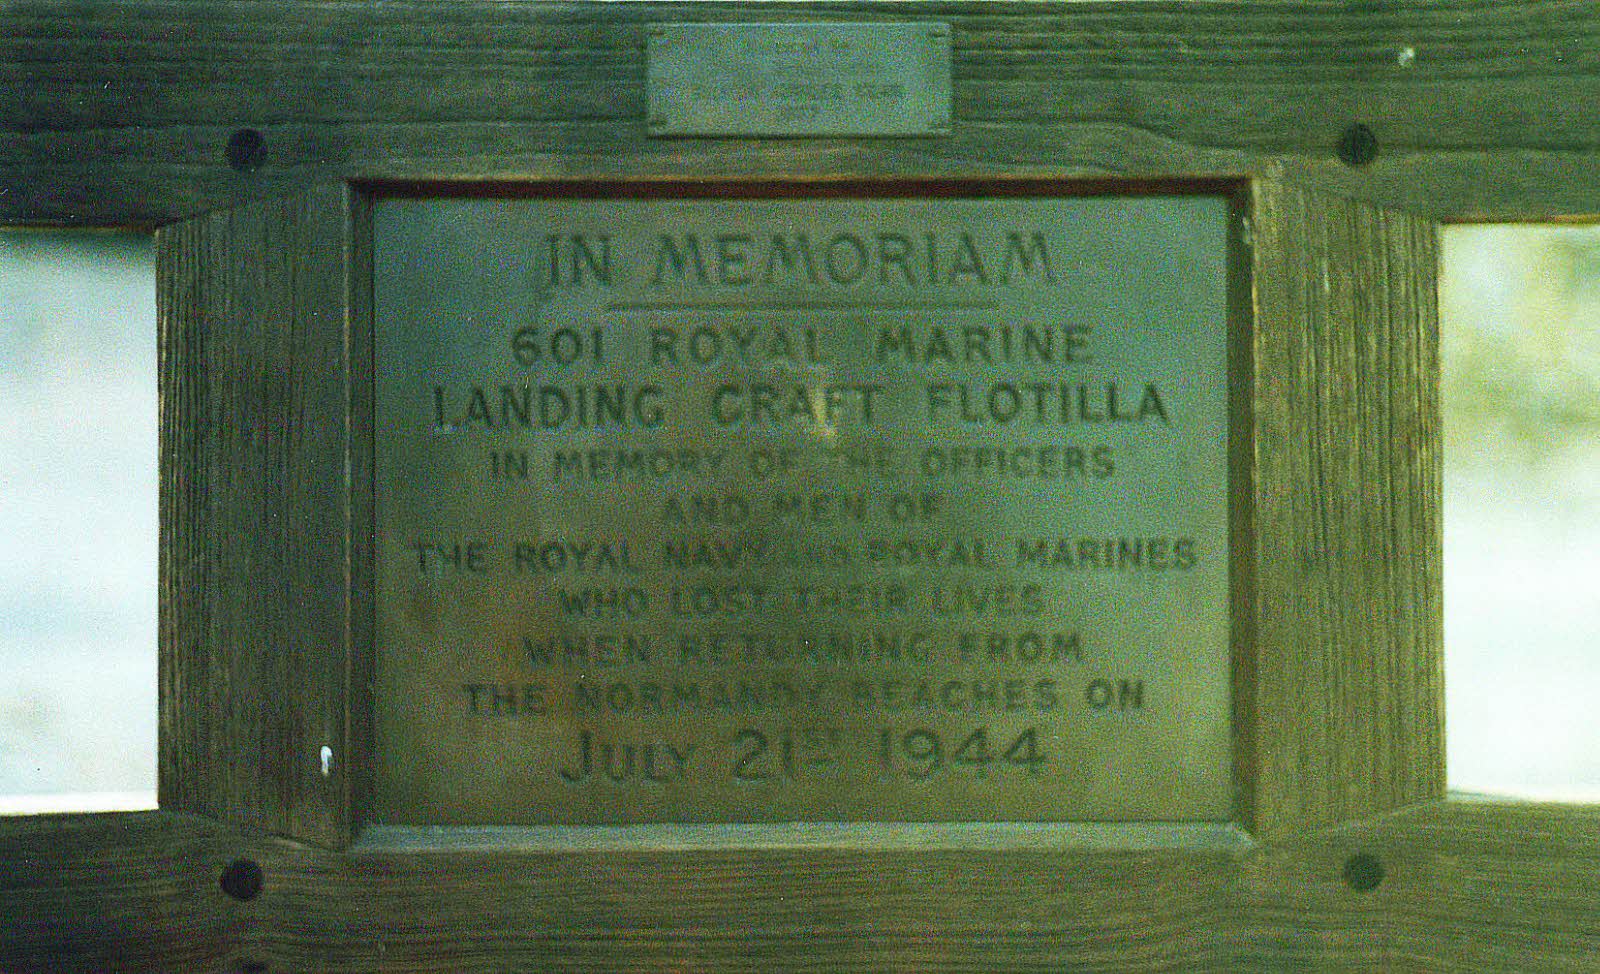 IN MEMORIAM
601 ROYAL MARINE
LANDING CRAFT FLOTILLA
IN MEMORY OF THE OFFICERS
AND MEN OF
THE ROYAL NAVY AND ROYAL MARINES
WHO LOST THEIR LIVES
WHEN RETURNING FROM
THE NORMANDY BEACHES ON
JULY 21ST 1944